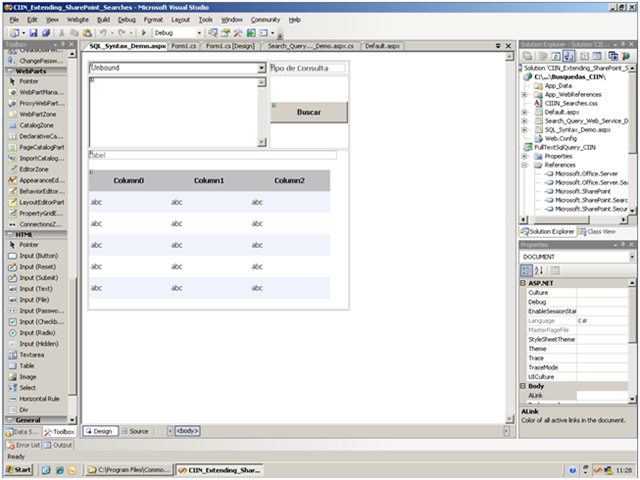 CIIN_Extending_SharePoint_Searches - Microsoft Visual Studio
File Edit View Website Build Debug Format Layout Tools Window Community Help
Debug
Toolbox
SQL_Syntax_Demo.aspx Form1.cs Form1.cs [Design] Search_Query_..._Demo.aspx.cs Default.aspx
ChangePassw...
WebParts
Pointer
WebPartMana...
ProxyWebPart...
WebPartZone
CatalogZone
DeclarativeCa...
PageCatalogPart
ImportCatalog...
EditorZone
AppearanceEd...
BehaviorEditor...
LayoutEditorPart
PropertyGridE...
ConnectionsZ...
HTML
Pointer
Input (Button)
Input (Reset)
Input (Submit)
Input (Text)
Input (File)
Input (Passwo...
Input (Checkb...
Input (Radio)
Input (Hidden)
Textarea
Table
Image
Select
Horizontal Rule
Div
General
Data S... Toolbox
Unbound
Tipo de Consulta
Buscar
Label
Column0 Column1 Column2
abc abc abc
abc abc abc
abc abc abc
abc abc abc
abc abc abc
Design Source <body>
Solution Explorer - Solution 'CII...
Solution 'CIIN_Extending_SharePoint_S
C:\...\Busquedas_CIIN\
App_Data
App_WebReferences
CIIIN_Searches.css
Default.aspx
Search_Query_Web_Service_D
SQL_Syntax_Demo.aspx
Web.Config
FullTextSqlQuery_CIIN
Properties
References
Microsoft.Office.Server
Microsoft.Office.Server.Sear
Microsoft.SharePoint
Microsoft.SharePoint.Searc
Microsoft.SharePoint.Secur
Solution Explorer Class View
Properties
DOCUMENT
ASP.NET
Culture
Debug
EnableSessionStat
Language C#
MasterPageFile
StyleSheetTheme
Theme
Trace
TraceMode
UICulture
Body
ALink
ALink
Color of all active links in the document.
Error List Output
Ready
Start C:\Program Files\Commo... CIIN_Extending_Shar... 11:28